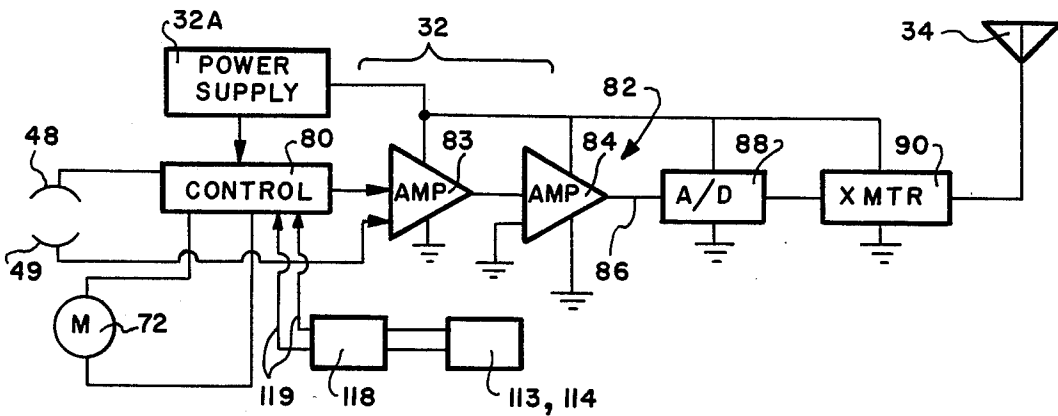 32A
32
34
POWER
SUPPLY
82
48
80
83
84
88
90
CONTROL
AMP
AMP
A/D
XMTR
49
86
M
72
119
118
113, 114